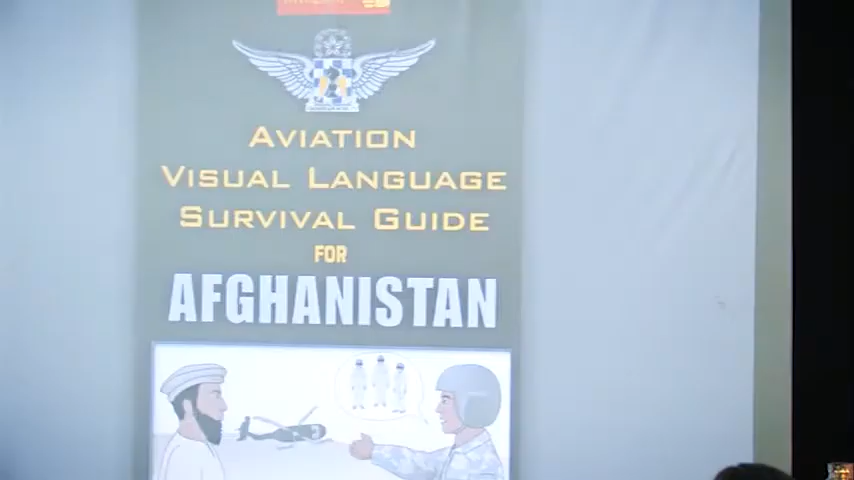 AVIATION
VISUAL LANGUAGE
SURVIVAL GUIDE
FOR
AFGHANISTAN